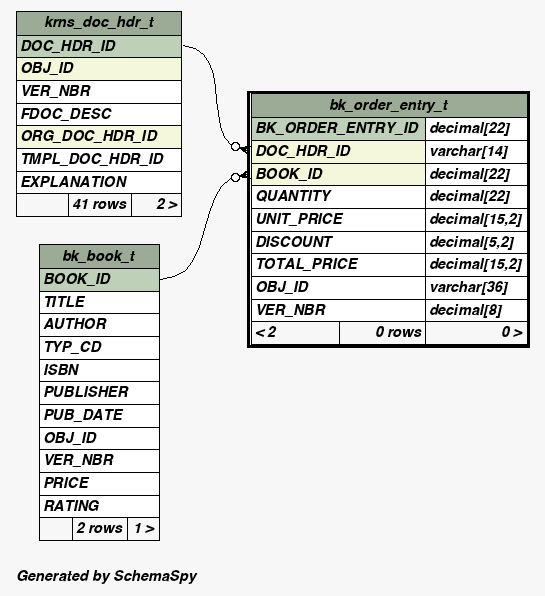 krns_doc_hdr_t
DOC_HDR_ID
OBJ_ID
VER_NBR
FDOC_DESC
ORG_DOC_HDR_ID
TMPL_DOC_HDR_ID
EXPLANATION
41 rows 2 >
bk_order_entry_t
BK_ORDER_ENTRY_ID decimal[22]
DOC_HDR_ID varchar[14]
BOOK_ID decimal[22]
QUANTITY decimal[22]
UNIT_PRICE decimal[15,2]
DISCOUNT decimal[5,2]
TOTAL_PRICE decimal[15,2]
OBJ_ID varchar[36]
VER_NBR decimal[8]
< 2 0 rows 0 >
bk_book_t
BOOK_ID
TITLE
AUTHOR
TYP_CD
ISBN
PUBLISHER
PUB_DATE
OBJ_ID
VER_NBR
PRICE
RATING
2 rows 1 >
Generated by SchemaSpy